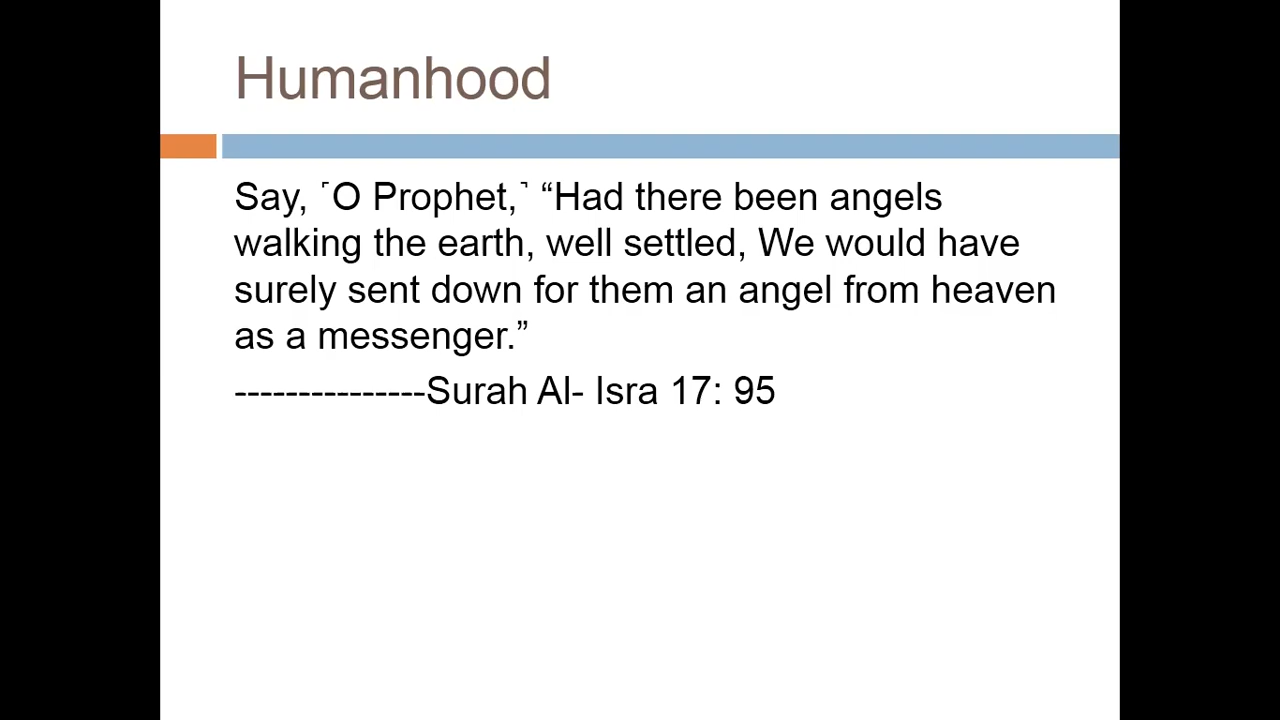 Humanhood
Say, ˹O Prophet,˺ “Had there been angels
walking the earth, well settled, We would have
surely sent down for them an angel from heaven
as a messenger.”
---------------Surah Al- Isra 17: 95